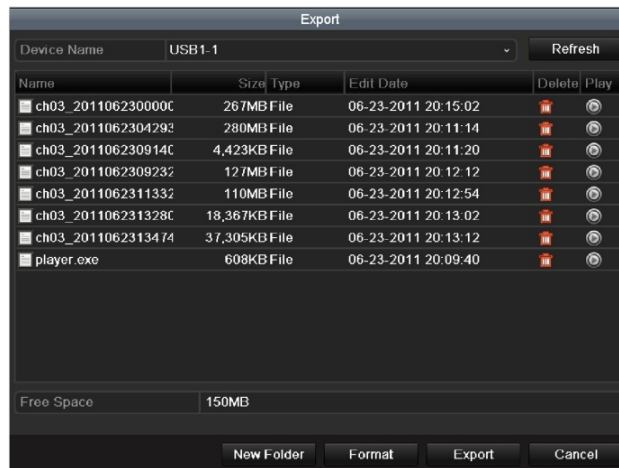 Export
Device Name USB1-1 Refresh
Name Size Type Edit Date Delete Play
ch03_2011062300000 267MB File 06-23-2011 20:15:02
ch03_201106230429 280MB File 06-23-2011 20:11:14
ch03_201106230914 4,423KB File 06-23-2011 20:11:20
ch03_2011062309232 127MB File 06-23-2011 20:12:12
ch03_2011062311332 110MB File 06-23-2011 20:12:54
ch03_201106231328 18,367KB File 06-23-2011 20:13:02
ch03_2011062313474 37,305KB File 06-23-2011 20:13:12
player.exe 608KB File 06-23-2011 20:09:40
Free Space 150MB
New Folder Format Export Cancel